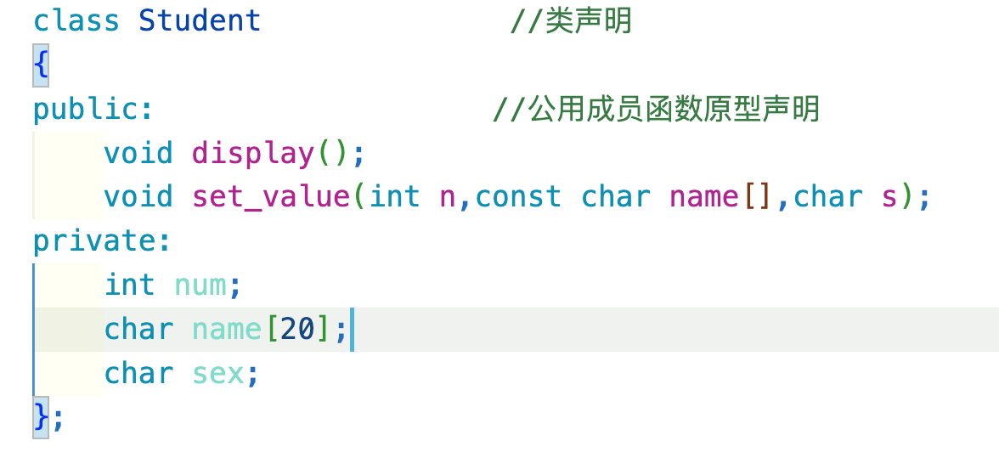 class Student //类声明
{
public: //公用成员函数原型声明
void display();
void set_value(int n,const char name[],char s);
private:
int num;
char name[20];
char sex;
};